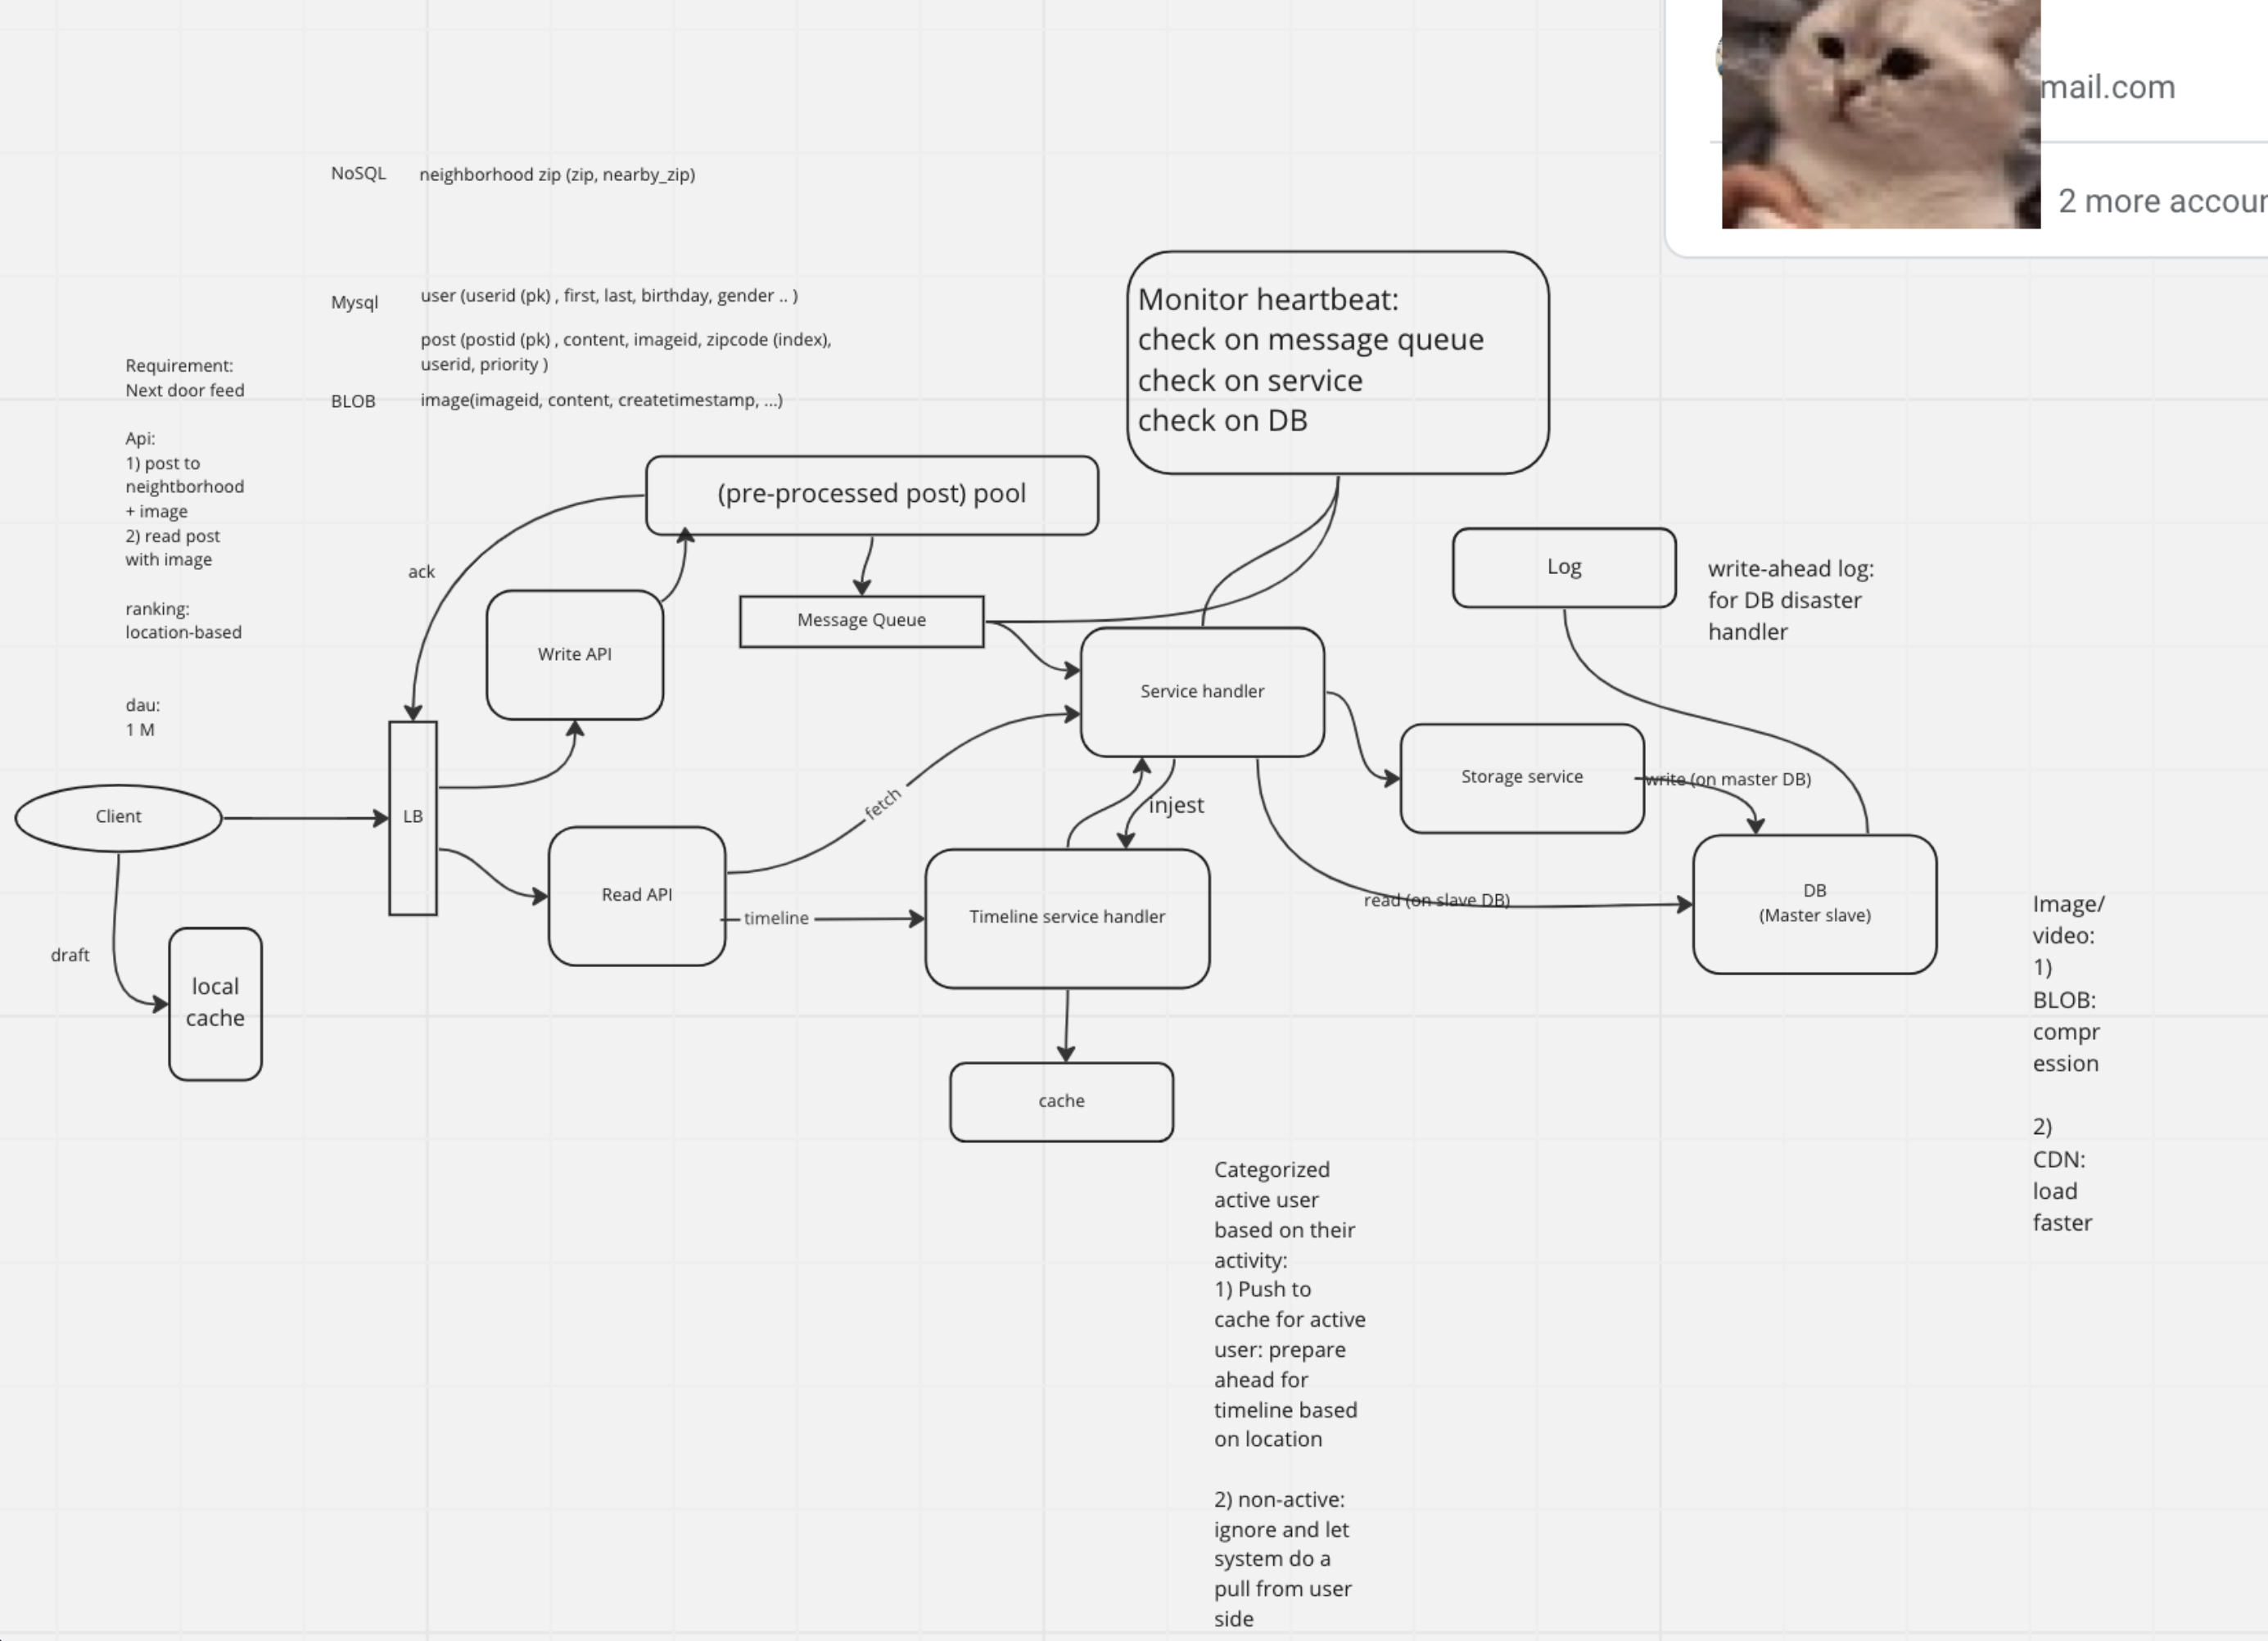 mail.com
2 more accour
NoSQL
neighborhood zip (zip, nearby_zip)
Mysql
user (userid (pk) , first, last, birthday, gender .. )
post (postid (pk) , content, imageid, zipcode (index),
userid, priority )
BLOB
image(imageid, content, createtimestamp, ...)
Requirement:
Next door feed
Api:
1) post to
neightborhood
+ image
2) read post
with image
ranking:
location-based
dau:
1 M
Monitor heartbeat:
check on message queue
check on service
check on DB
(pre-processed post) pool
ack
Write API
Message Queue
Log
write-ahead log:
for DB disaster
handler
Service handler
Storage service
write (on master DB)
Client
LB
fetch
injest
Read API
timeline
Timeline service handler
read (on slave DB)
DB
(Master slave)
draft
local
cache
cache
Image/
video:
1)
BLOB:
compr
ession
2)
CDN:
load
faster
Categorized
active user
based on their
activity:
1) Push to
cache for active
user: prepare
ahead for
timeline based
on location
2) non-active:
ignore and let
system do a
pull from user
side